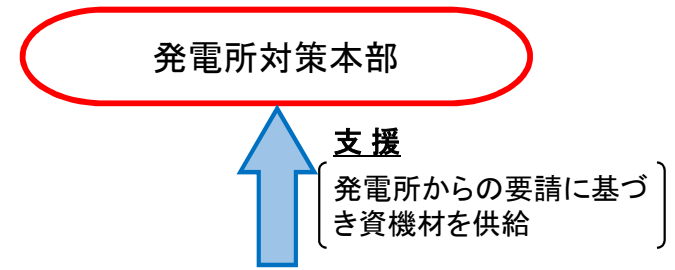 発電所対策本部
支 援
発電所からの要請に基づ
き資機材を供給